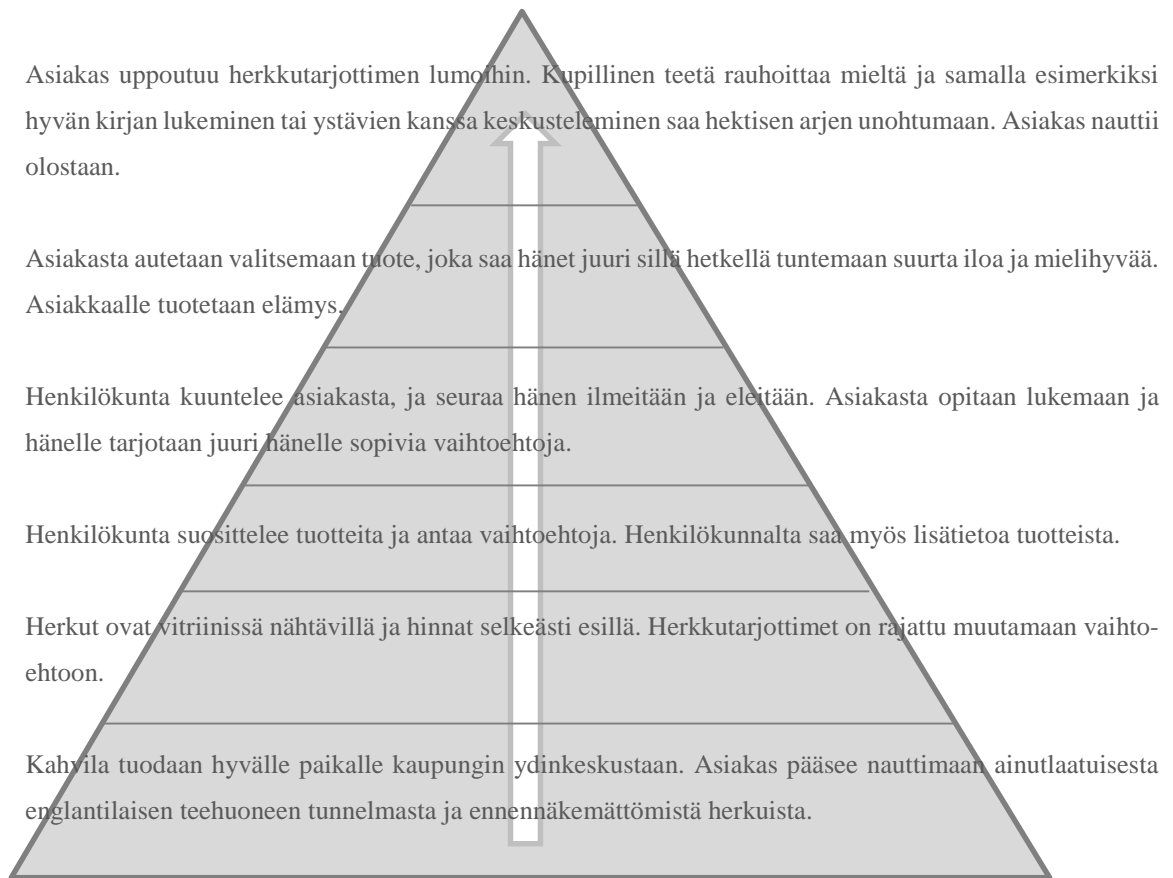 Asiakas uppoutuu herkkutarjottimen lumoihin. Kupillinen teetä rauhoittaa mieltä ja samalla esimerkiksi
hyvän kirjan lukeminen tai ystävien kanssa keskusteleminen saa hektisen arjen unohtumaan. Asiakas nauttii
olostaan.
Asiakasta autetaan valitsemaan tuote, joka saa hänet juuri sillä hetkellä tuntemaan suurta iloa ja mielihyvää.
Asiakkaalle tuotetaan elämys.
Henkilökunta kuuntelee asiakasta, ja seuraa hänen ilmeitään ja eleitään. Asiakasta opitaan lukemaan ja
hänelle tarjotaan juuri hänelle sopivia vaihtoehtoja.
Henkilökunta suosittelee tuotteita ja antaa vaihtoehtoja. Henkilökunnalta saa myös lisätietoa tuotteista.
Herkut ovat vitriinissä nähtävillä ja hinnat selkeästi esillä. Herkkutarjottimet on rajattu muutamaan vaihto-
ehtoon.
Kahvila tuodaan hyvälle paikalle kaupungin ydinkeskustaan. Asiakas pääsee nauttimaan ainutlaatuisesta
englantilaisen teehuoneen tunnelmasta ja ennennäkemättömistä herkuista.